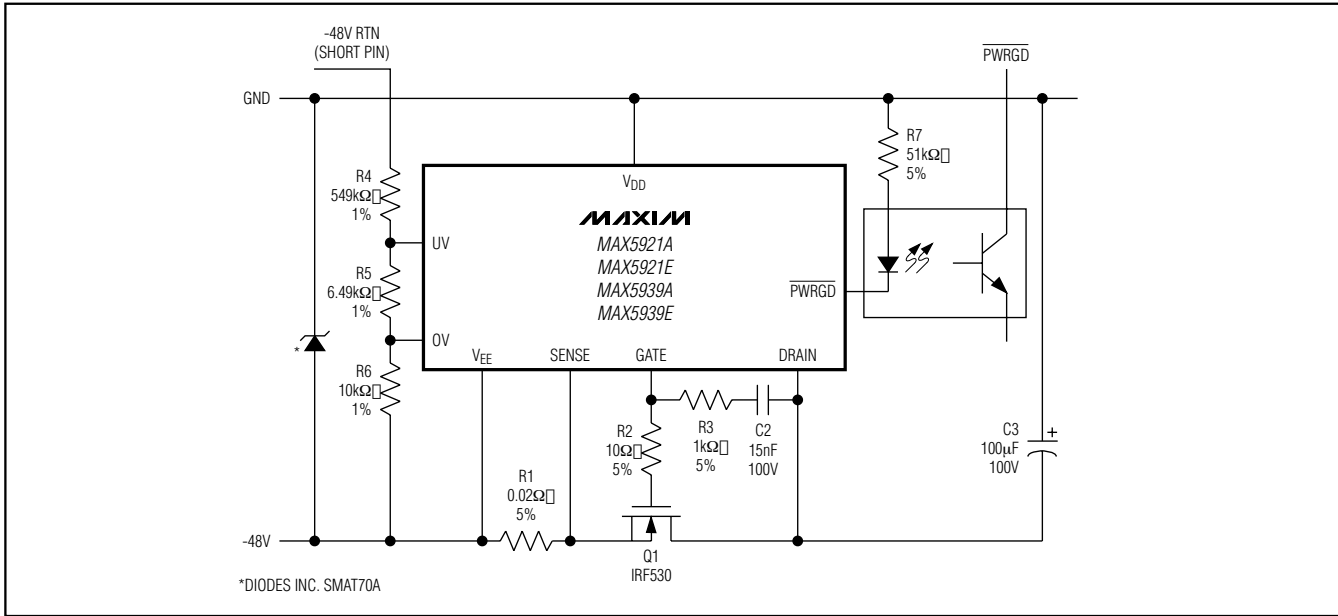 -48V RTN
(SHORT PIN)
PWRGD
GND
R7
51kΩ▯
5%
R4
549kΩ▯
1%
VDD
MAXIM
MAX5921A
MAX5921E
MAX5939A
MAX5939E
UV
R5
6.49kΩ▯
1%
PWRGD
OV
*
VEE
SENSE
GATE
DRAIN
R6
10kΩ▯
1%
R3
1kΩ▯
5%
C2
15nF
100V
R2
10Ω▯
5%
C3
100µF
100V
+
R1
0.02Ω▯
5%
-48V
Q1
IRF530
*DIODES INC. SMAT70A